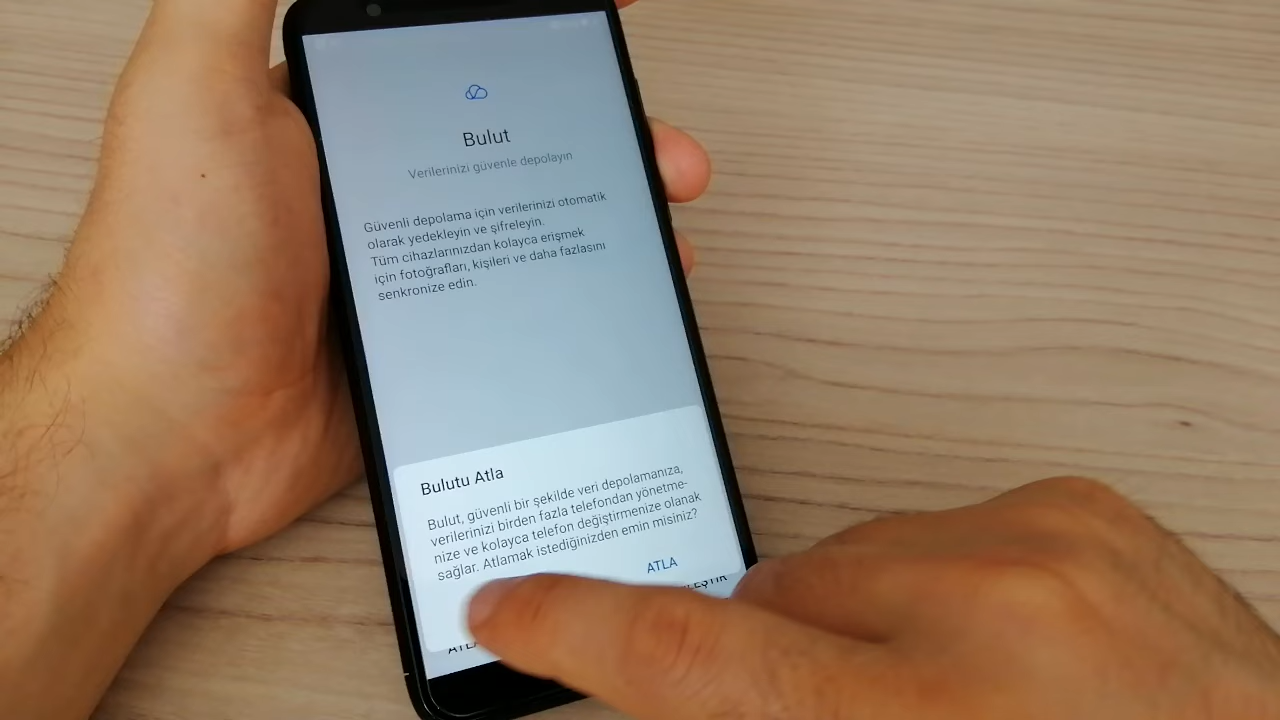 Bulut
Verilerinizi güvenle depolayın
Güvenli depolama için verilerinizi otomatik
olarak yedekleyin ve şifreleyin.
Tüm cihazlarınızdan kolayca erişmek
için fotoğrafları, kişileri ve daha fazlasını
senkronize edin.
Bulutu Atla
Bulut, güvenli bir şekilde veri depolamanıza,
verilerinizi birden fazla telefondan yönetme-
nize ve kolayca telefon değiştirmenize olanak
sağlar. Atlamak istediğinizden emin misiniz?
ATLA